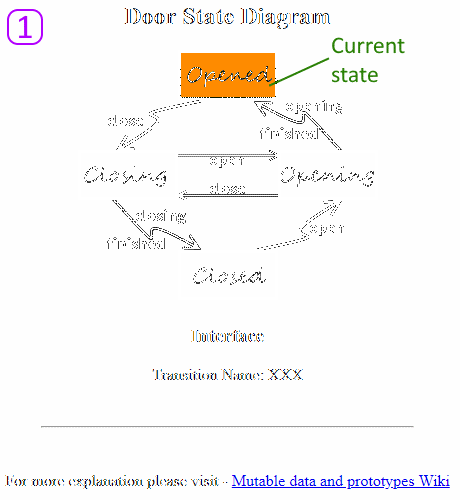 1
Door State Diagram
Opened
Current
state
close
opening
finished
Closing
open
Opening
close
closing
finished
open
Closed
Interface
Transition Name: XXX
For more explanation please visit - Mutable data and prototypes Wiki